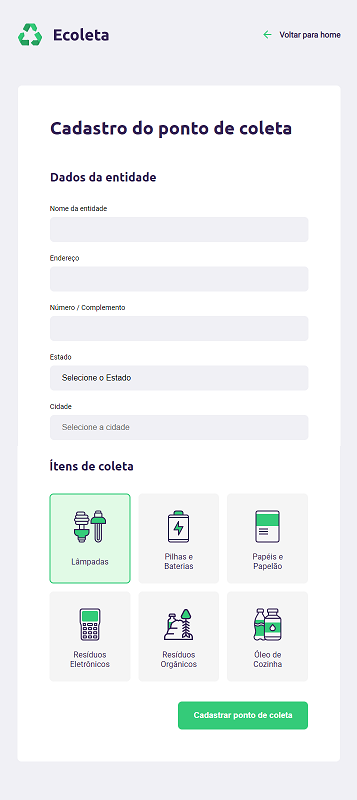 Ecoleta
Voltar para home
Cadastro do ponto de coleta
Dados da entidade
Nome da entidade
Endereço
Número / Complemento
Estado
Selecione o Estado
Cidade
Selecione a cidade
Ítens de coleta
Lâmpadas
Pilhas e
Baterias
Papéis e
Papelão
Resíduos
Eletrônicos
Resíduos
Orgânicos
Óleo de
Cozinha
Cadastrar ponto de coleta